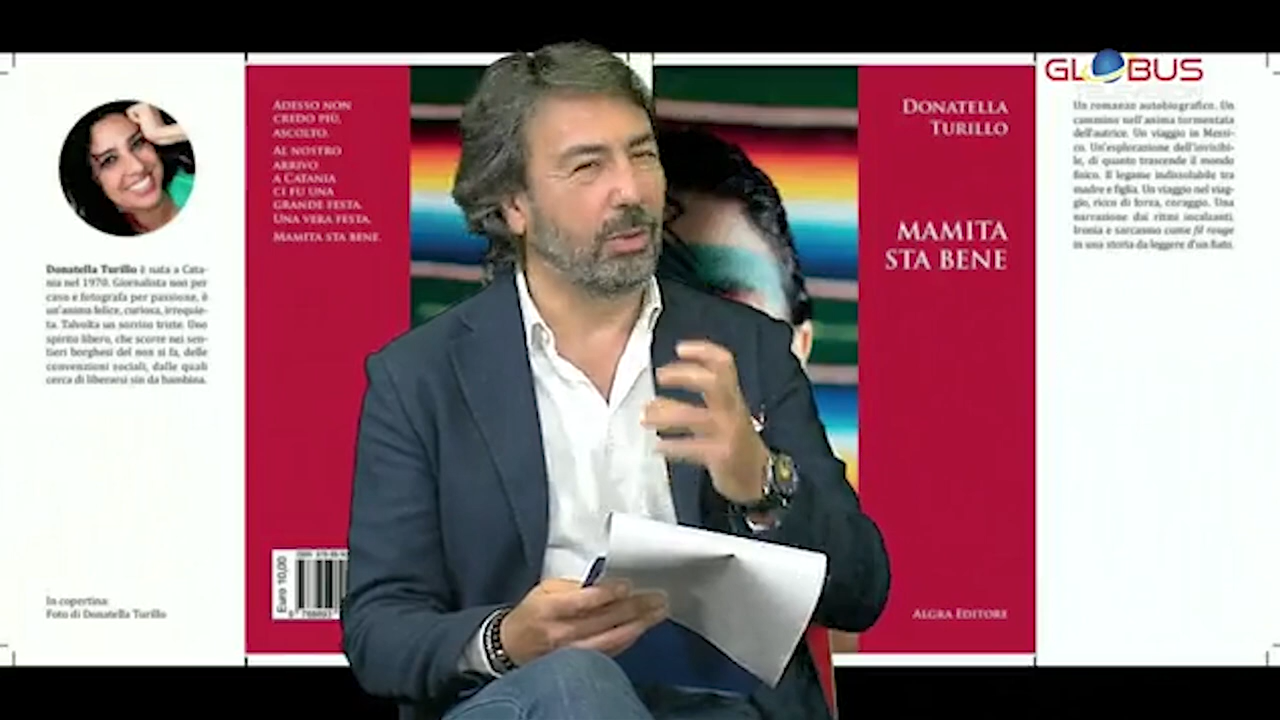 GLOBUS
TELEVISION
Donatella Turillo è nata a Cata-
nia nel 1970. Giornalista non per
caso e fotografa per passione, è
un'anima felice, curiosa, irrequie-
ta. Talvolta un sorriso triste. Uno
spirito libero, che scorre nei sen-
tieri borghesi del non si fa, delle
convenzioni sociali, dalle quali
cerca di liberarsi sin da bambina.
In copertina:
Foto di Donatella Turillo
ADESSO NON
CREDO PIÙ,
ASCOLTO.
AL NOSTRO
ARRIVO
A CATANIA
CI FU UNA
GRANDE FESTA.
UNA VERA FESTA.
MAMITA STA BENE.
Euro 10,00
DONATELLA
TURILLO
MAMITA
STA BENE
ALGRA EDITORE
Un romanzo autobiografico. Un
cammino nell'anima tormentata
dell'autrice. Un viaggio in Messi-
co. Un'esplorazione dell'invisibi-
le, di quanto trascende il mondo
fisico. Il legame indissolubile tra
madre e figlia. Un viaggio nel viag-
gio, ricco di forza, coraggio. Una
narrazione dai ritmi incalzanti.
Ironia e sarcasmo come fil rouge
in una storia da leggere d'un fiato.